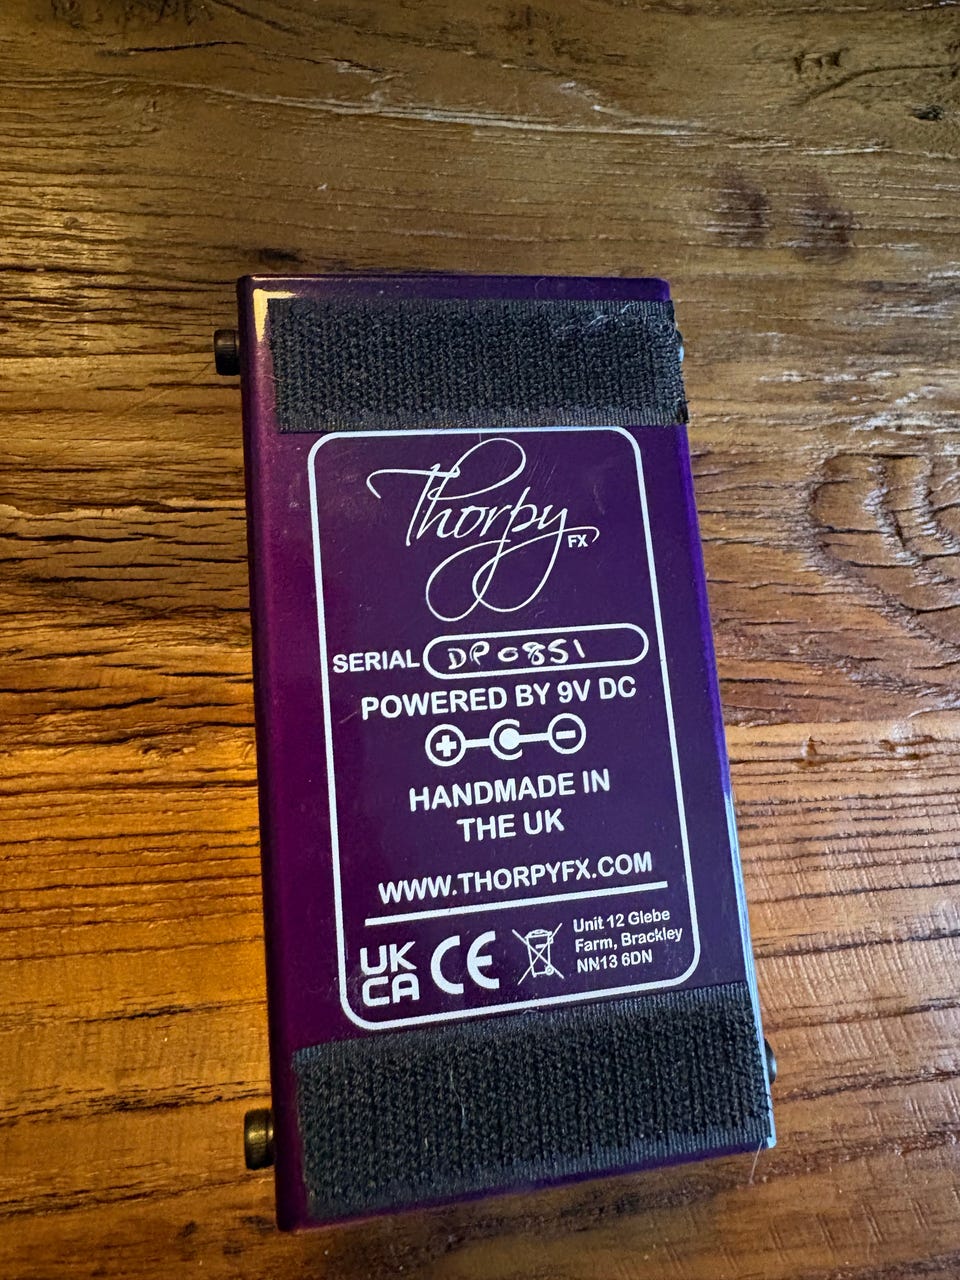 Thorpy FX
SERIAL DP0851
POWERED BY 9V DC
HANDMADE IN
THE UK
WWW.THORPYFX.COM
UK
CA
CE
Unit 12 Glebe
Farm, Brackley
NN13 6DN